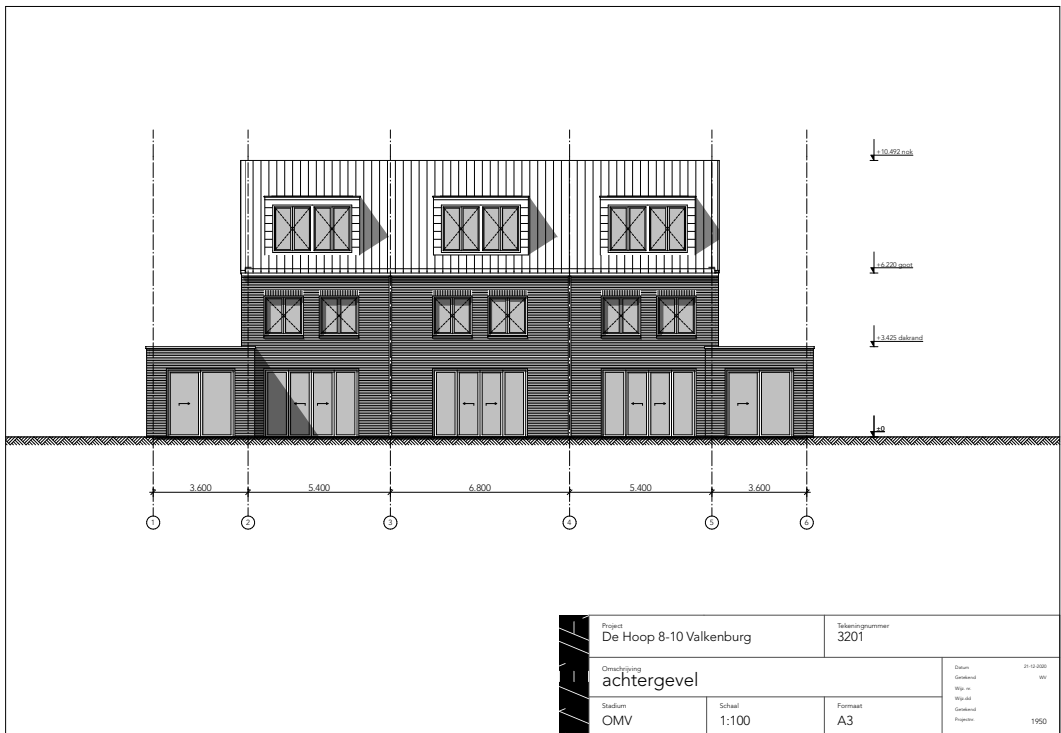 +10.492 nok
+6.220 goot
+3.425 dakrand
±0
3.600 5.400 6.800 5.400 3.600
1 2 3 4 5 6
Project
De Hoop 8-10 Valkenburg
Tekeningnummer
3201
Omschrijving
achtergevel
Stadium
OMV
Schaal
1:100
Formaat
A3
Datum 21-12-2020
Getekend WV
Wijz. nr.
Wijz.dd
Getekend
Projectnr. 1950